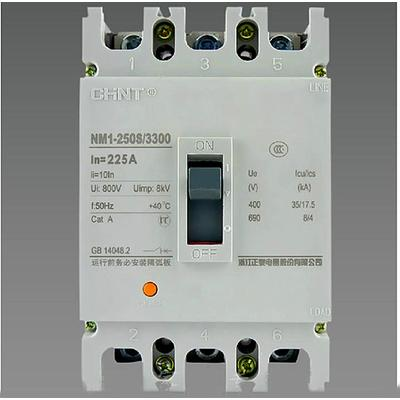 1 3 5
LINE
CHNT®
NM1-250S/3300
In=225A
Ii=10In
Ui: 800V Uimp: 8kV
f:50Hz +40°C
Cat A
GB 14048.2
运行前务必安装隔弧板
ON
I
O
OFF
CCC
Ue Icu/Ics
(V) (kA)
400 35/17.5
690 8/4
浙江正泰电器股份有限公司
LOAD
2 4 6